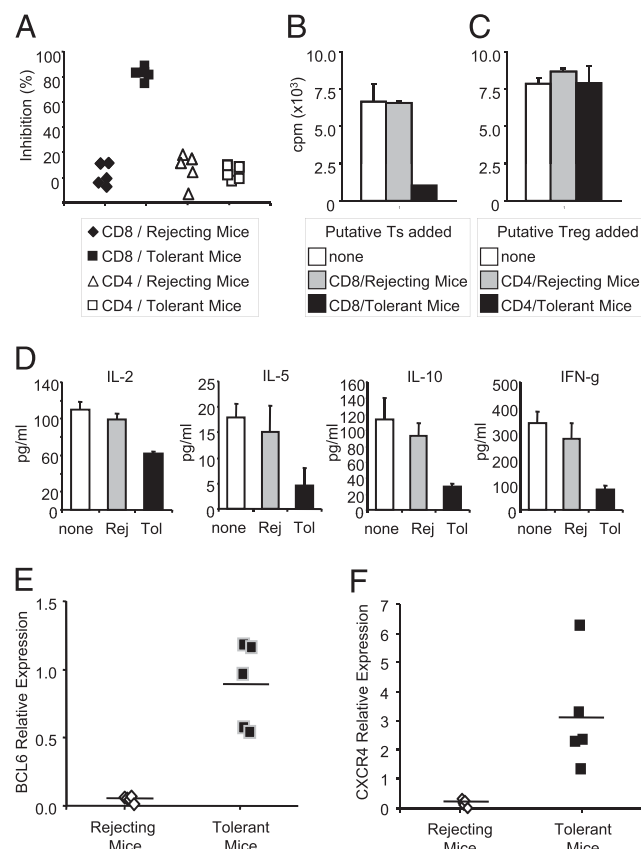 A
Inhibition (%)
100
80
60
40
20
0
◆ CD8 / Rejecting Mice
■ CD8 / Tolerant Mice
△ CD4 / Rejecting Mice
□ CD4 / Tolerant Mice
B
cpm (x10³)
10.0
7.5
5.0
2.5
0
Putative Ts added
none
CD8/Rejecting Mice
CD8/Tolerant Mice
C
10.0
7.5
5.0
2.5
0
Putative Treg added
none
CD4/Rejecting Mice
CD4/Tolerant Mice
D
IL-2
pg/ml
140
100
80
60
40
20
0
none Rej Tol
IL-5
pg/ml
25
20
15
10
5
0
none Rej Tol
IL-10
pg/ml
160
120
100
80
60
40
20
0
none Rej Tol
IFN-g
pg/ml
500
400
300
200
100
0
none Rej Tol
E
BCL6 Relative Expression
1.5
1.0
0.5
0.0
Rejecting Mice
Tolerant Mice
F
CXCR4 Relative Expression
7
6
5
4
3
2
1
0
Rejecting Mice
Tolerant Mice